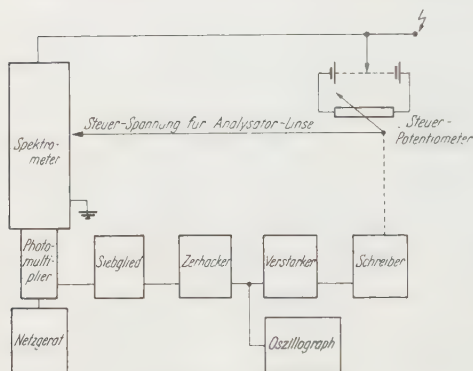 Steuer-Spannung für Analysator-Linse
Steuer-
Potentiometer
Spektro-
meter
Photo-
multi-
plier
Siebglied
Zerhacker
Verstärker
Schreiber
Netzgerät
Oszillograph